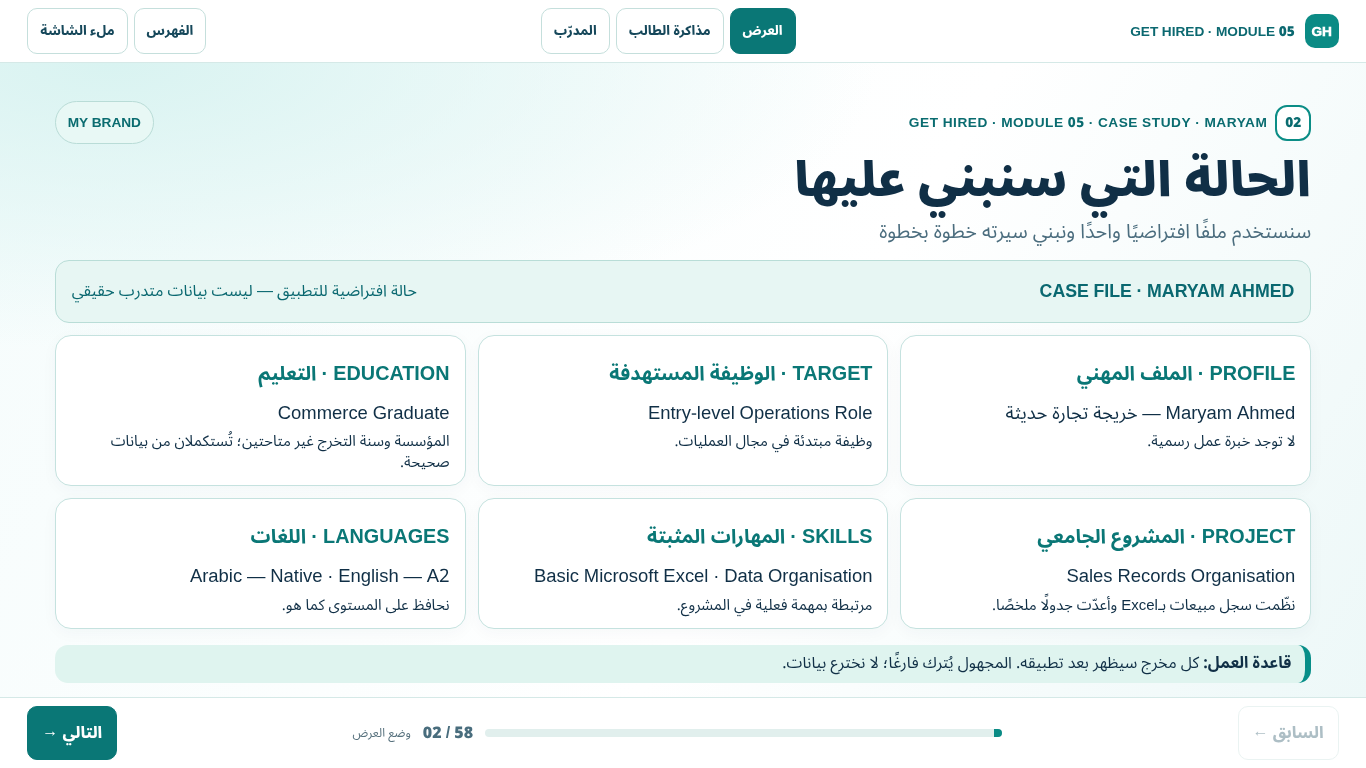 GH GET HIRED · MODULE 05
العرض
مذاكرة الطالب
المدرّب
الفهرس
ملء الشاشة
02 GET HIRED · MODULE 05 · CASE STUDY · MARYAM
MY BRAND
الحالة التي سنبني عليها
سنستخدم ملفًا افتراضيًا واحدًا ونبني سيرته خطوة بخطوة
CASE FILE · MARYAM AHMED
حالة افتراضية للتطبيق — ليست بيانات متدرب حقيقي
PROFILE · الملف المهني
Maryam Ahmed — خريجة تجارة حديثة
لا توجد خبرة عمل رسمية.
TARGET · الوظيفة المستهدفة
Entry-level Operations Role
وظيفة مبتدئة في مجال العمليات.
EDUCATION · التعليم
Commerce Graduate
المؤسسة وسنة التخرج غير متاحتين؛ تُستكملان من بيانات
صحيحة.
PROJECT · المشروع الجامعي
Sales Records Organisation
نظّمت سجل مبيعات بـExcel وأعدّت جدولًا ملخصًا.
SKILLS · المهارات المثبتة
Basic Microsoft Excel · Data Organisation
مرتبطة بمهمة فعلية في المشروع.
LANGUAGES · اللغات
Arabic — Native · English — A2
نحافظ على المستوى كما هو.
قاعدة العمل: كل مخرج سيظهر بعد تطبيقه. المجهول يُترك فارغًا؛ لا نخترع بيانات.
السابق ←
02 / 58
وضع العرض
التالي →